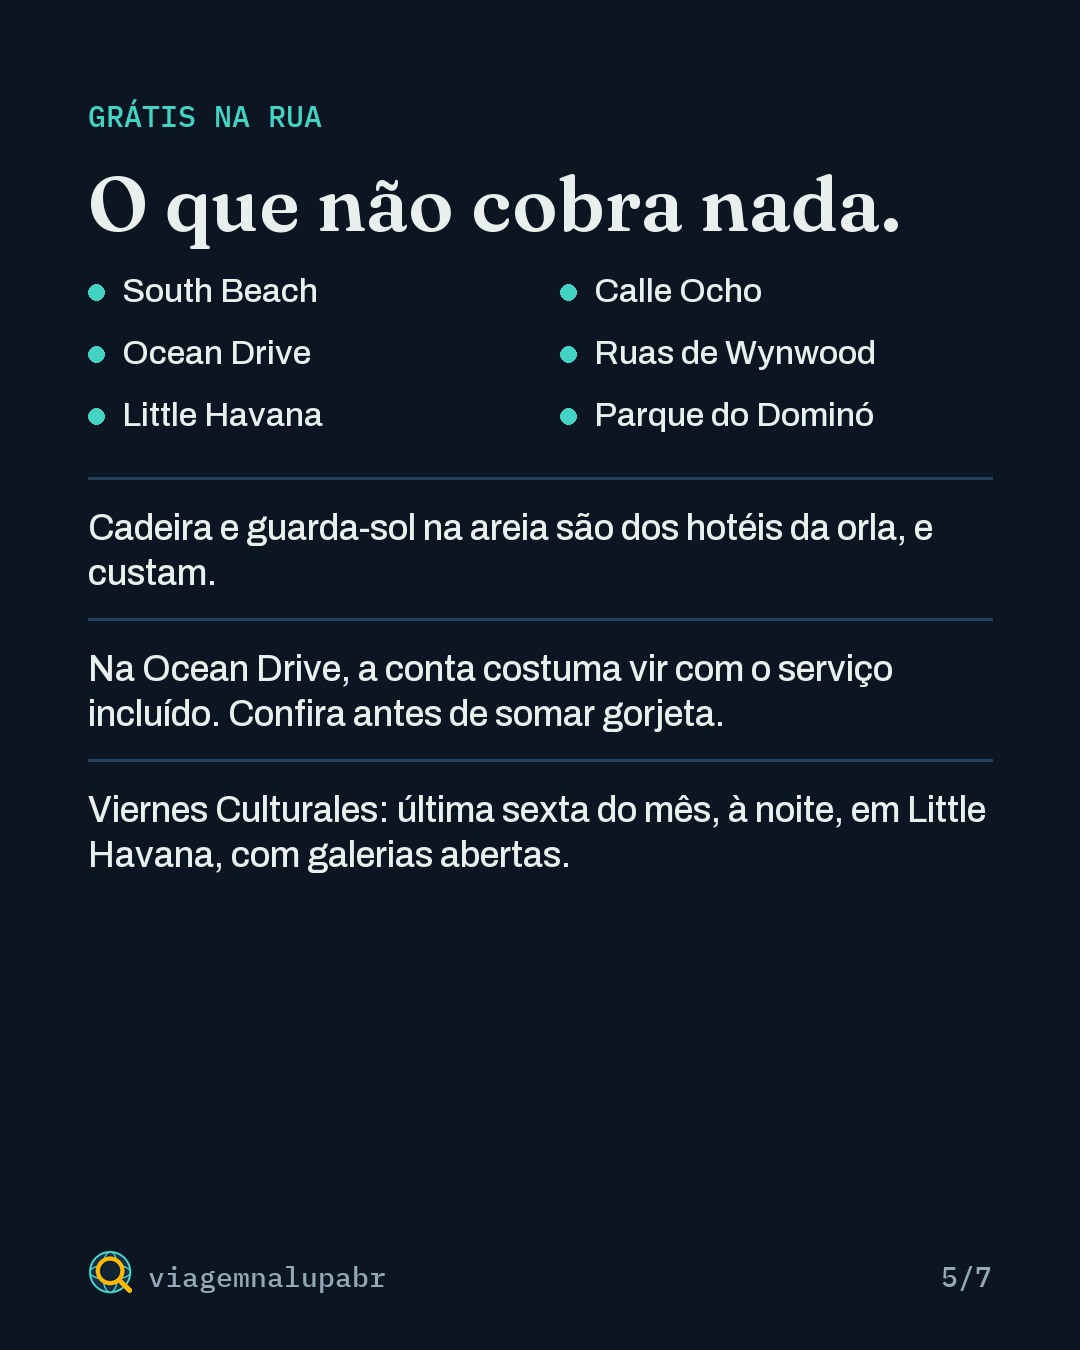 GRÁTIS NA RUA
O que não cobra nada.
South Beach
Ocean Drive
Little Havana
Calle Ocho
Ruas de Wynwood
Parque do Dominó
Cadeira e guarda-sol na areia são dos hotéis da orla, e
custam.
Na Ocean Drive, a conta costuma vir com o serviço
incluído. Confira antes de somar gorjeta.
Viernes Culturales: última sexta do mês, à noite, em Little
Havana, com galerias abertas.
viagemnalupabr
5/7